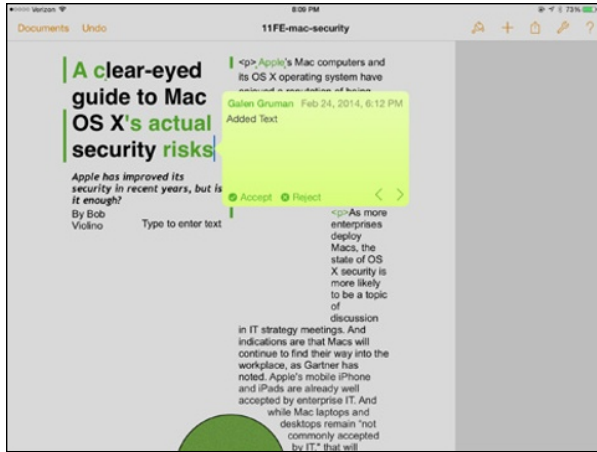 Verizon
8:09 PM
73%
Documents Undo
11FE-mac-security
?
A clear-eyed
guide to Mac
OS X's actual
security risks
Apple has improved its
security in recent years, but is
it enough?
By Bob
Violino
Type to enter text
<p>Apple's Mac computers and
its OS X operating system have
enjoyed a reputation of being
Galen Gruman Feb 24, 2014, 6:12 PM
Added Text
Accept Reject
<p>As more
enterprises
deploy
Macs, the
state of OS
X security is
more likely
to be a topic
of
discussion
in IT strategy meetings. And
indications are that Macs will
continue to find their way into the
workplace, as Gartner has
noted. Apple's mobile iPhone
and iPads are already well
accepted by enterprise IT. And
while Mac laptops and
desktops remain "not
commonly accepted
by IT." that will